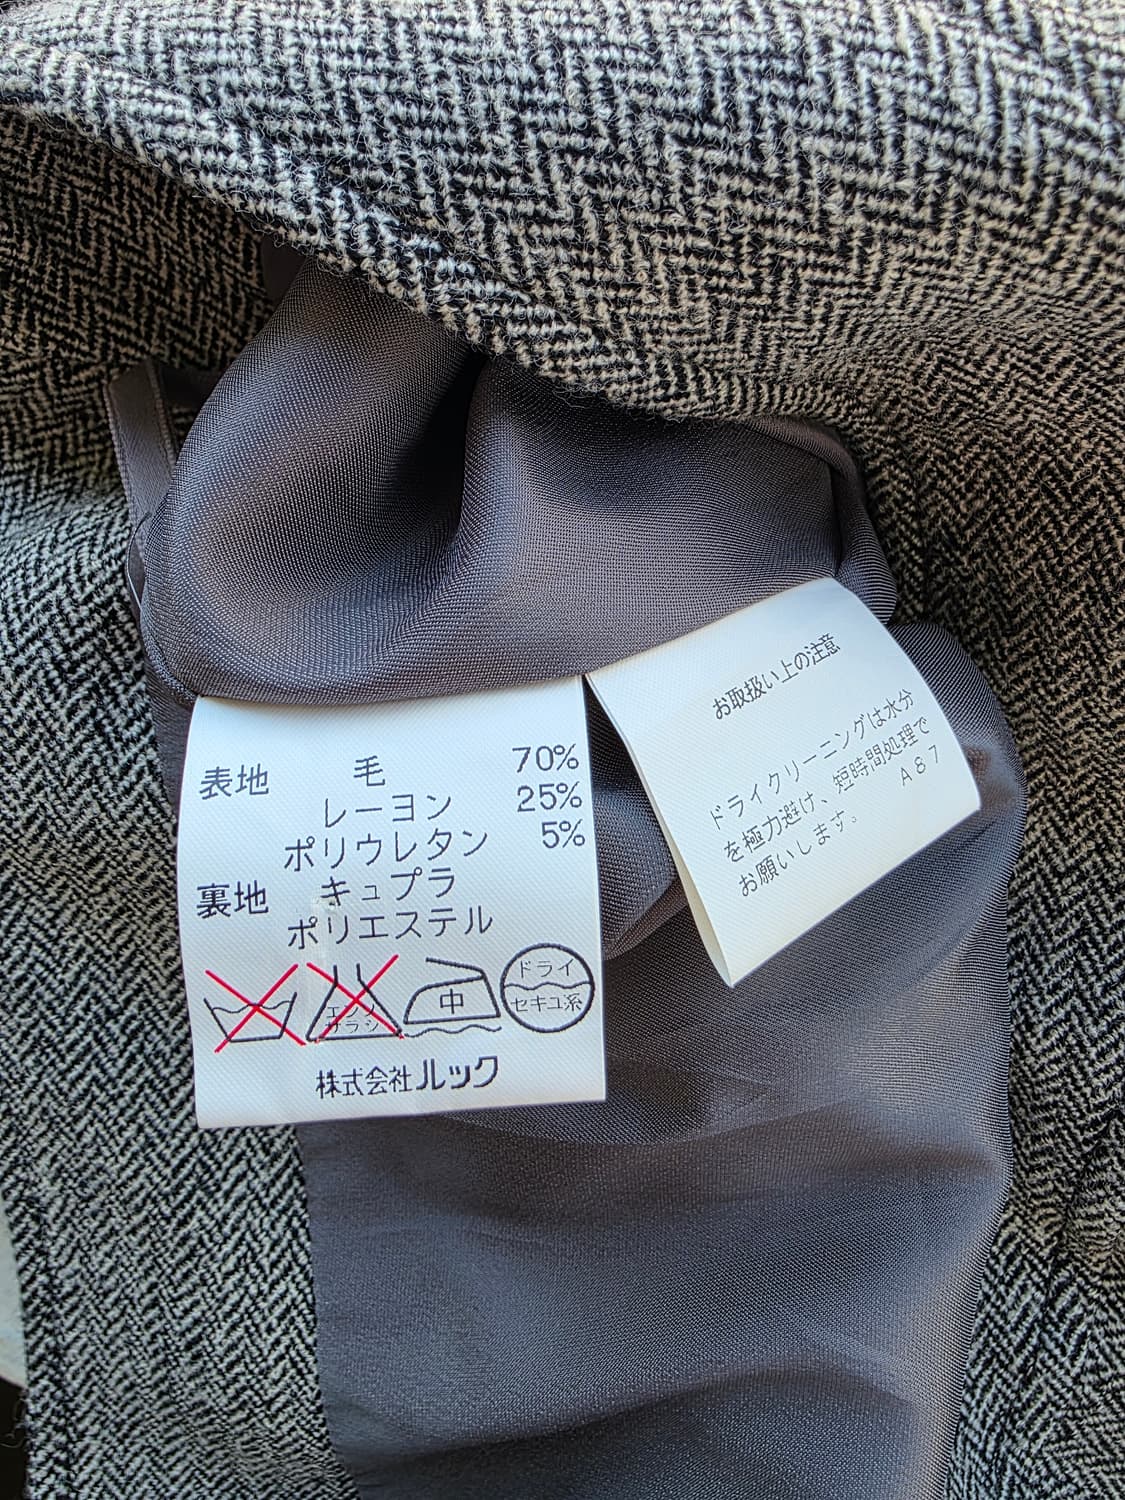 表地 毛 70%
レーヨン 25%
ポリウレタン 5%
裏地 キュプラ
ポリエステル
エンソ
サラシ
中
ドライ
セキユ系
株式会社ルック
お取扱い上の注意
ドライクリーニングは水分
を極力避け、短時間処理で
お願いします。 A87